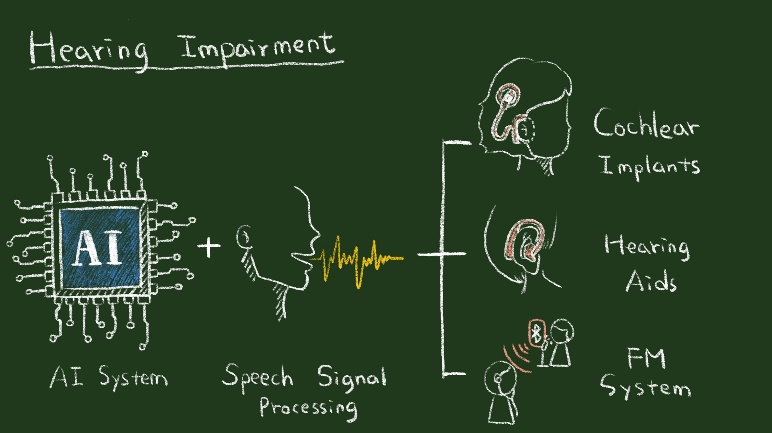 Hearing Impairment
AI
AI System
Speech Signal
Processing
Cochlear
Implants
Hearing
Aids
FM
System